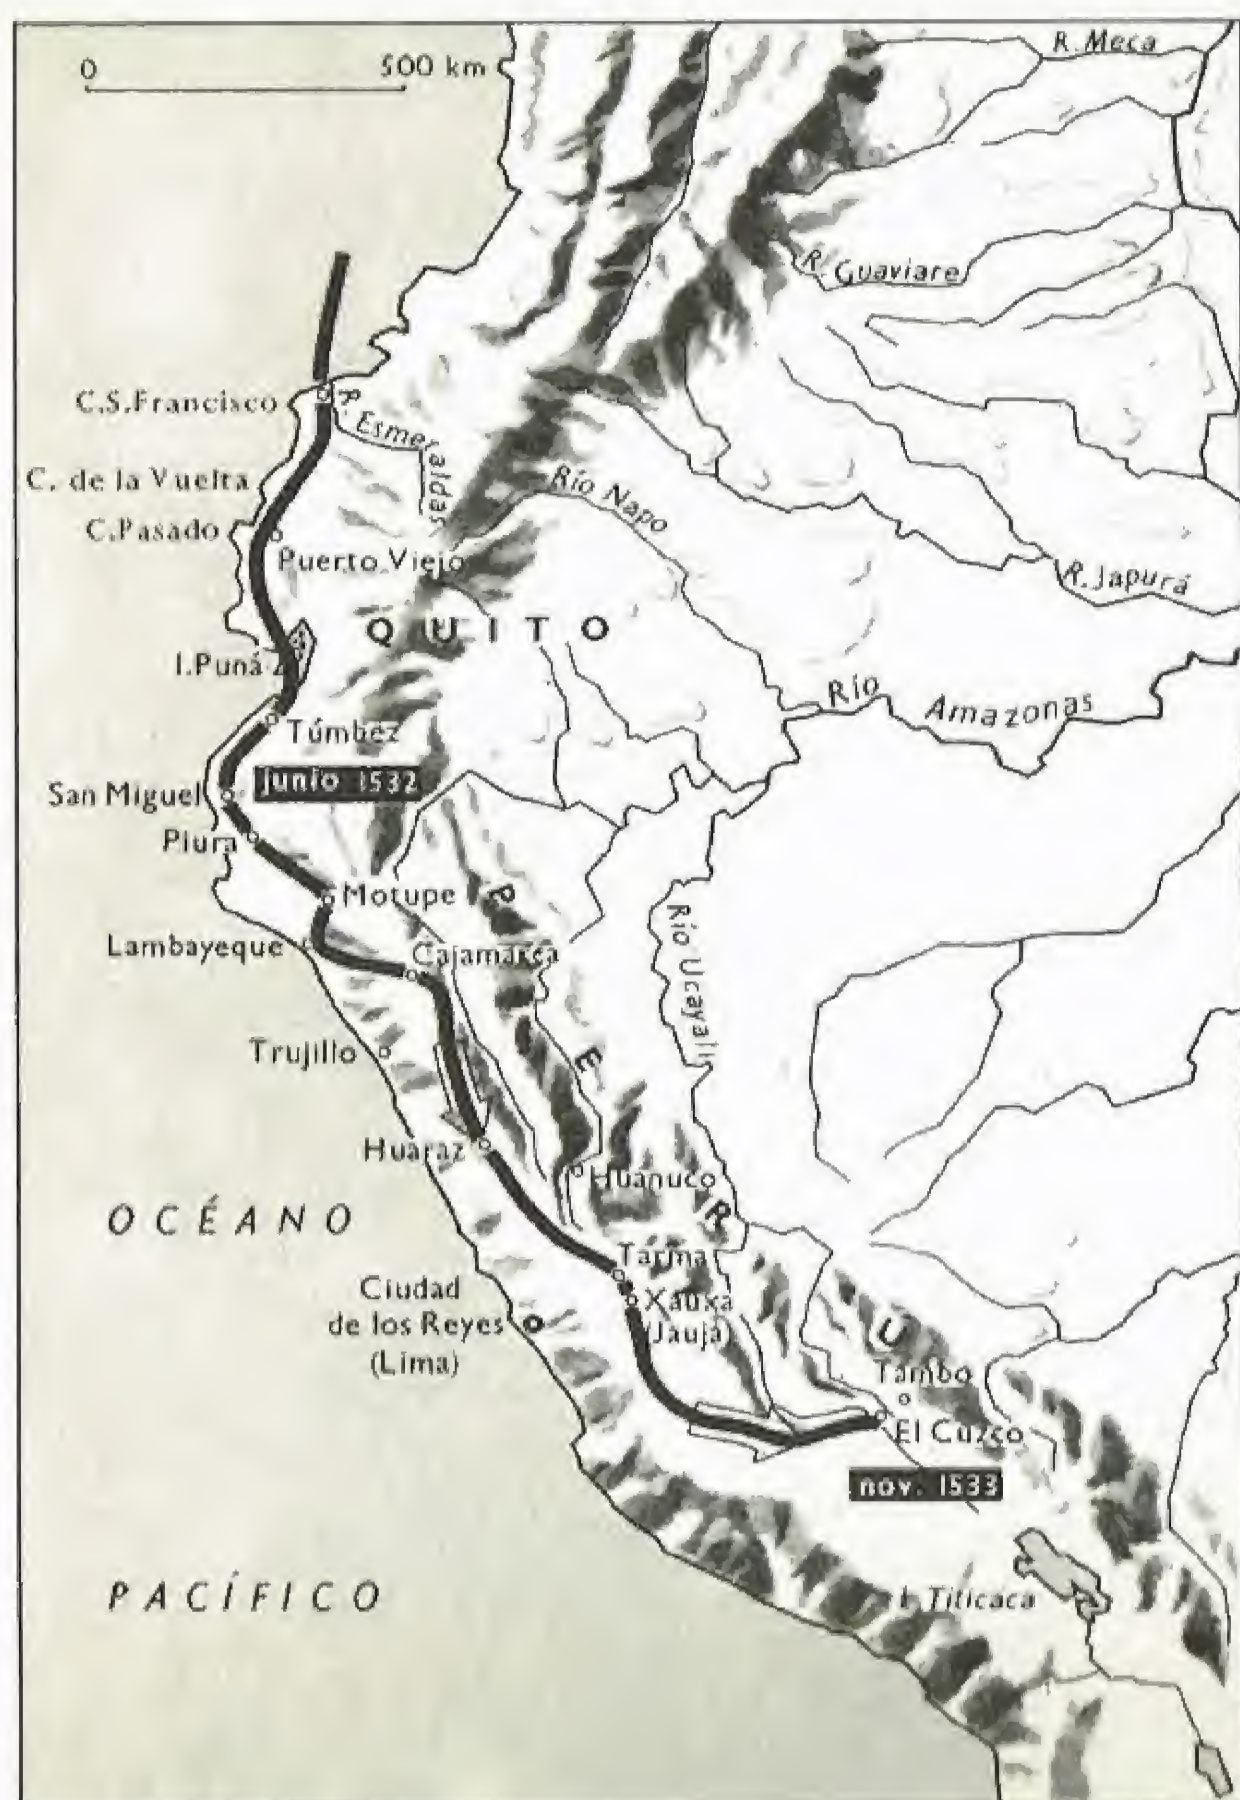 0 500 km
R. Meca
R. Guaviare
C.S.Francisco
R. Esmeraldas
C. de la Vuelta
Río Napo
C.Pasado
Puerto Viejo
R. Japurá
QUITO
I.Puná
Río Amazonas
Túmbez
junio 1532
San Miguel
Piura
Motupe
PERÚ
Lambayeque
Cajamarca
Río Ucayali
Trujillo
Huaraz
Huánuco
OCÉANO
Tarma
Ciudad
de los Reyes
(Lima)
Xauxa
(Jauja)
Tambo
El Cuzco
nov. 1533
PACÍFICO
L. Titicaca